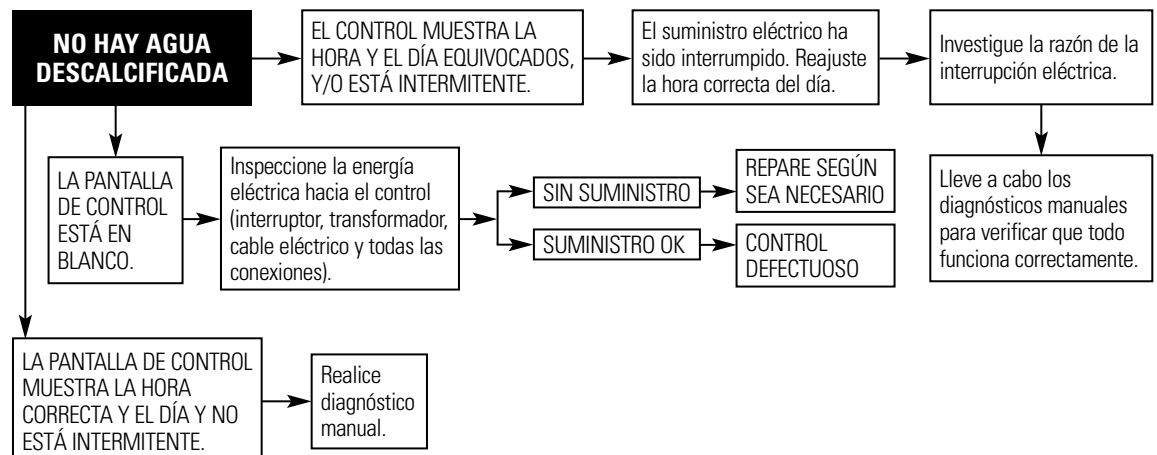 NO HAY AGUA
DESCALCIFICADA
EL CONTROL MUESTRA LA
HORA Y EL DÍA EQUIVOCADOS,
Y/O ESTÁ INTERMITENTE.
El suministro eléctrico ha
sido interrumpido. Reajuste
la hora correcta del día.
Investigue la razón de la
interrupción eléctrica.
Lleve a cabo los
diagnósticos manuales
para verificar que todo
funciona correctamente.
LA PANTALLA
DE CONTROL
ESTÁ EN
BLANCO.
Inspeccione la energía
eléctrica hacia el control
(interruptor, transformador,
cable eléctrico y todas las
conexiones).
SIN SUMINISTRO
REPARE SEGÚN
SEA NECESARIO
SUMINISTRO OK
CONTROL
DEFECTUOSO
LA PANTALLA DE CONTROL
MUESTRA LA HORA
CORRECTA Y EL DÍA Y NO
ESTÁ INTERMITENTE.
Realice
diagnóstico
manual.